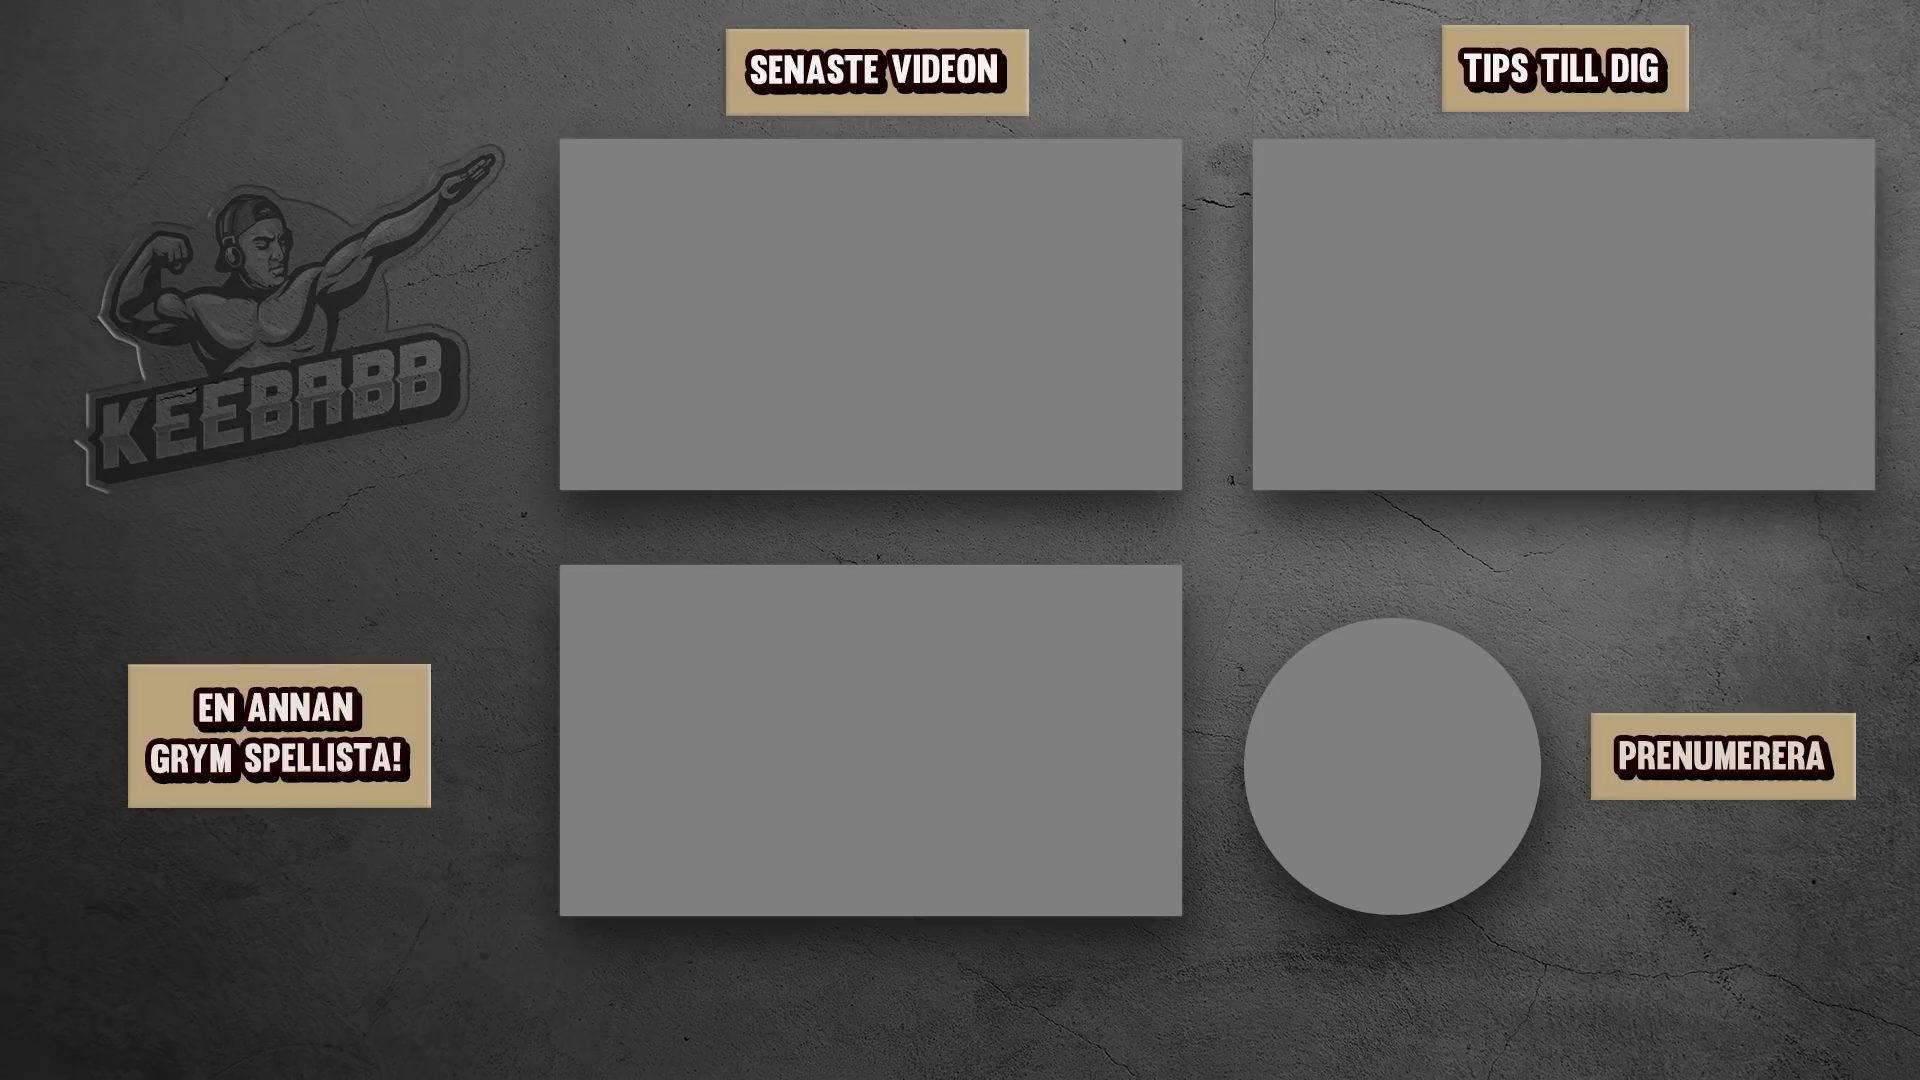 SENASTE VIDEON
TIPS TILL DIG
KEEBABB
EN ANNAN
GRYM SPELLISTA!
PRENUMERERA